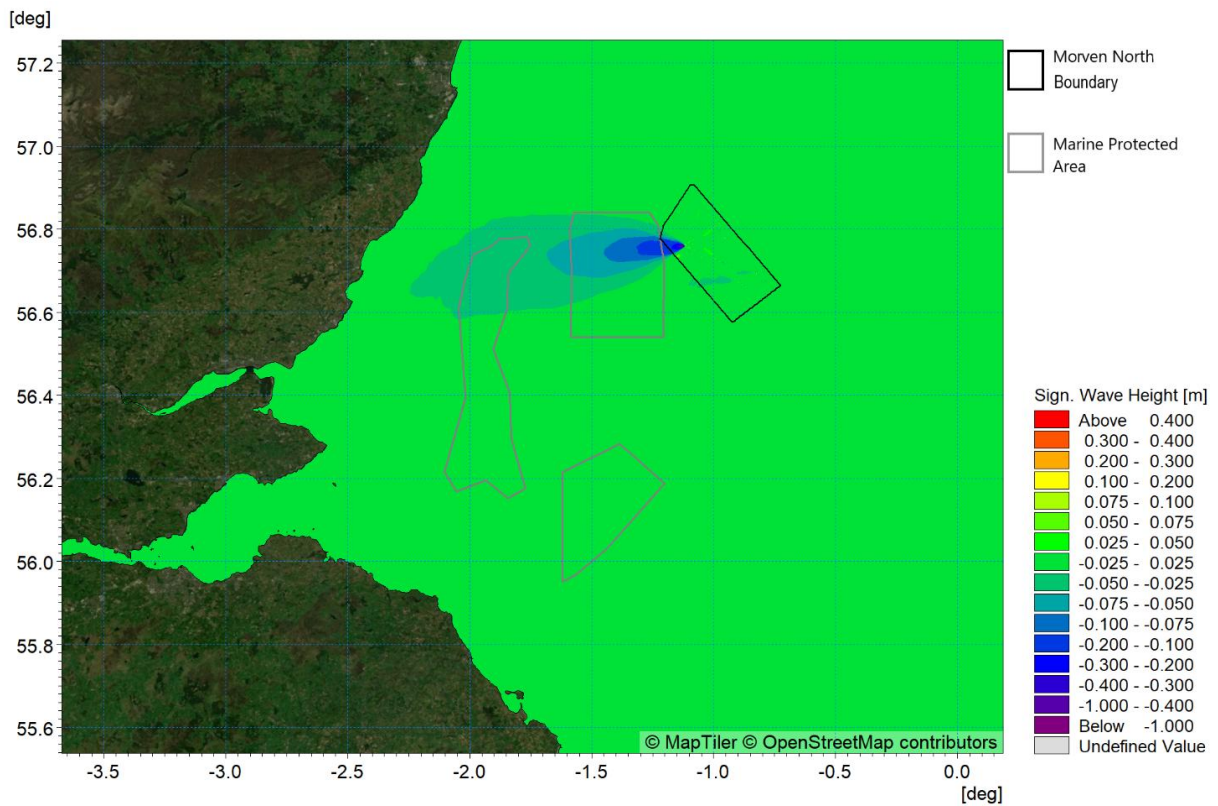 [deg]
57.2
57.0
56.8
56.6
56.4
56.2
56.0
55.8
55.6
-3.5 -3.0 -2.5 -2.0 -1.5 -1.0 -0.5 0.0
[deg]
© MapTiler © OpenStreetMap contributors
Morven North
Boundary
Marine Protected
Area
Sign. Wave Height [m]
Above 0.400
0.300 - 0.400
0.200 - 0.300
0.100 - 0.200
0.075 - 0.100
0.050 - 0.075
0.025 - 0.050
-0.025 - 0.025
-0.050 - -0.025
-0.075 - -0.050
-0.100 - -0.075
-0.200 - -0.100
-0.300 - -0.200
-0.400 - -0.300
-1.000 - -0.400
Below -1.000
Undefined Value